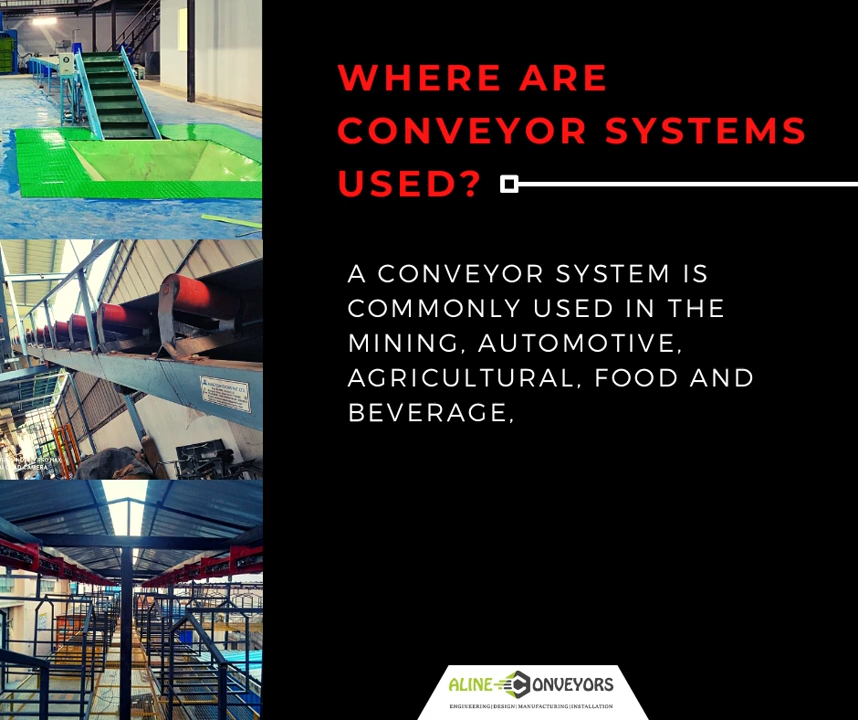 WHERE ARE
CONVEYOR SYSTEMS
USED?
A CONVEYOR SYSTEM IS
COMMONLY USED IN THE
MINING, AUTOMOTIVE,
AGRICULTURAL, FOOD AND
BEVERAGE,
ALINE CONVEYORS
ENGINEERING|DESIGN|MANUFACTURING|INSTALLATION